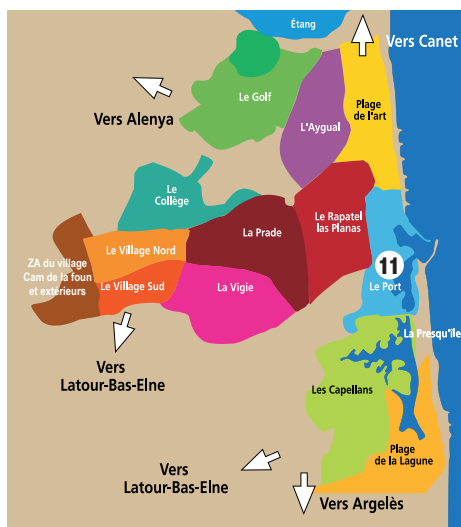 Étang
Vers Canet
Le Golf
Vers Alenya
Plage
de l'art
L'Aygual
Le
Collège
Le Rapatel
las Planas
La Prade
Le Village Nord
ZA du village
Cam de la foun
et extérieurs
11
Le Port
Le Village Sud
La Vigie
La Presqu'île
Vers
Latour-Bas-Elne
Les Capellans
Plage
de la Lagune
Vers
Latour-Bas-Elne
Vers Argelès